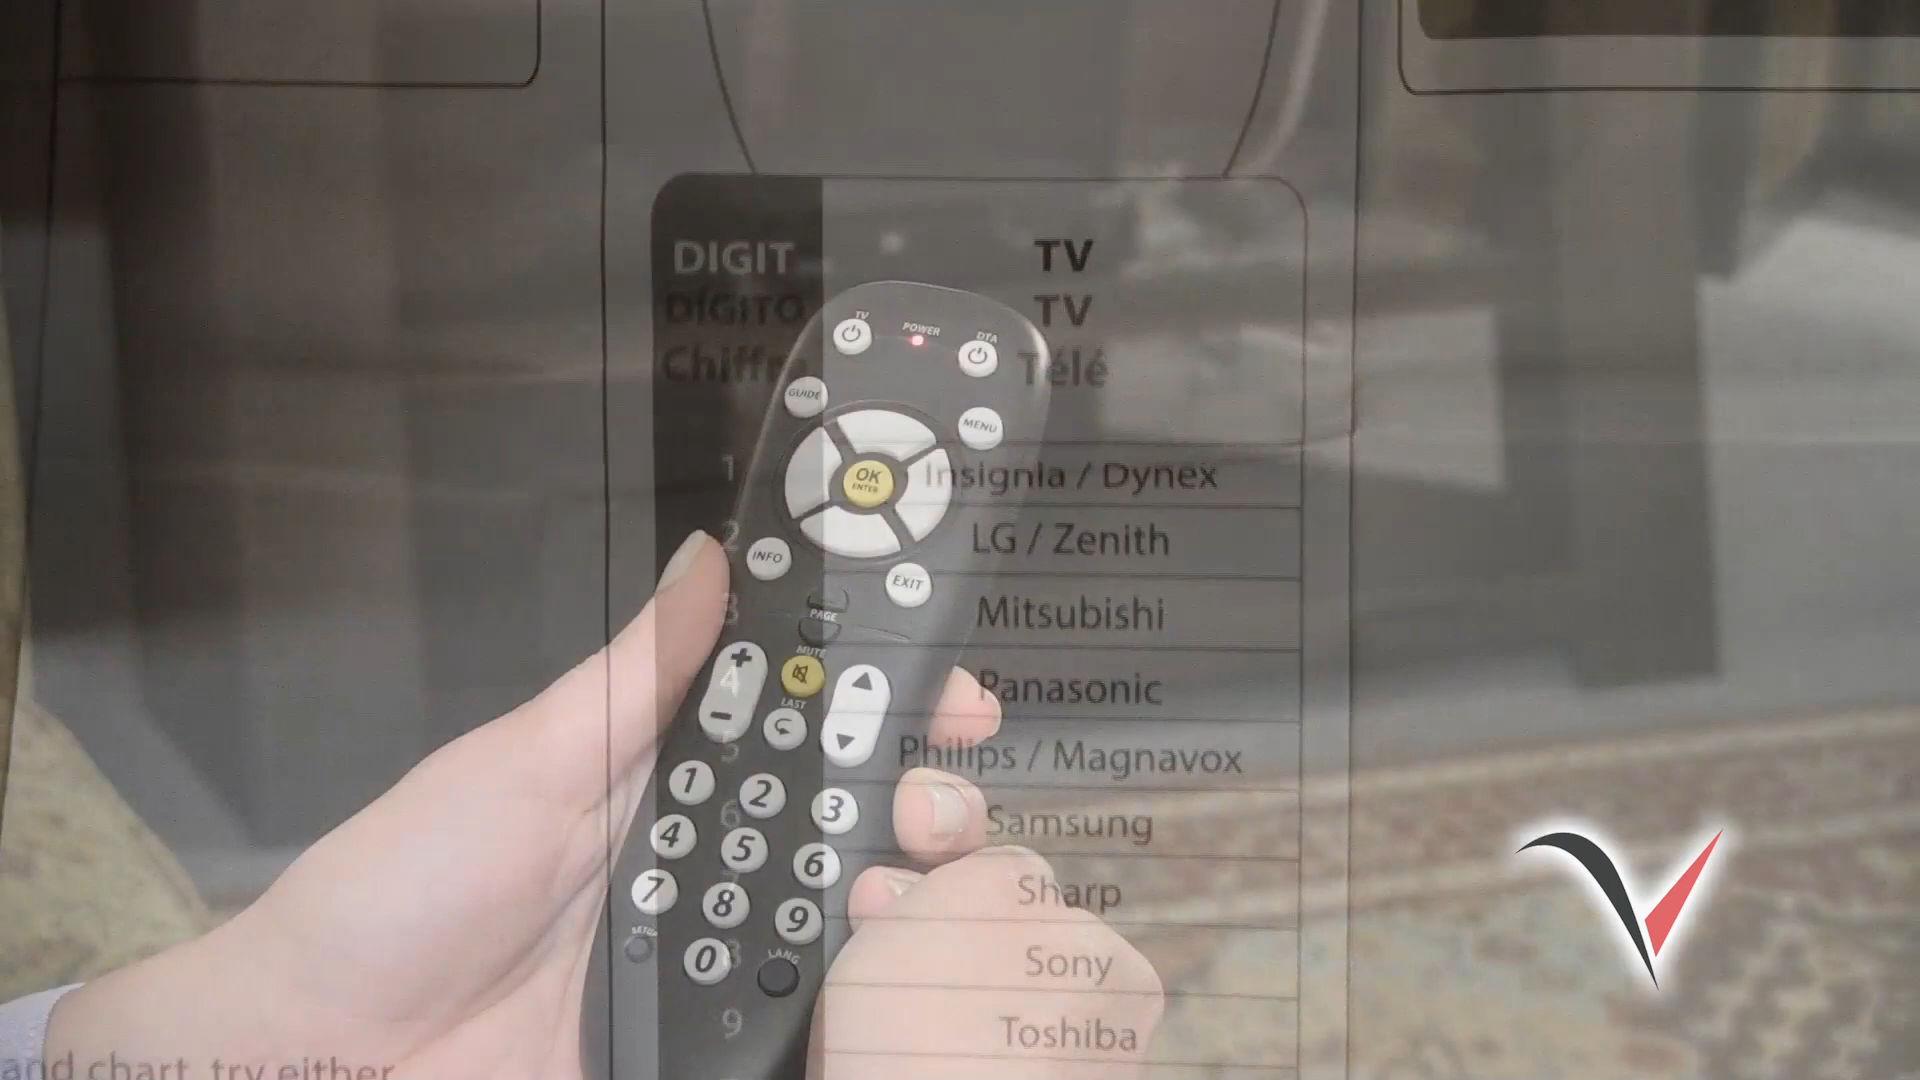 DIGIT TV
DÍGITO TV
Chiffre Télé
1 Insignia / Dynex
2 LG / Zenith
3 Mitsubishi
4 Panasonic
5 Philips / Magnavox
6 Samsung
Sharp
8 Sony
9 Toshiba
and chart, try either
TV
POWER
DTA
GUIDE
MENU
OK
ENTER
INFO
EXIT
PAGE
+
MUTE
LAST
-
1 2 3
4 5 6
7 8 9
SETUP
0
LANG